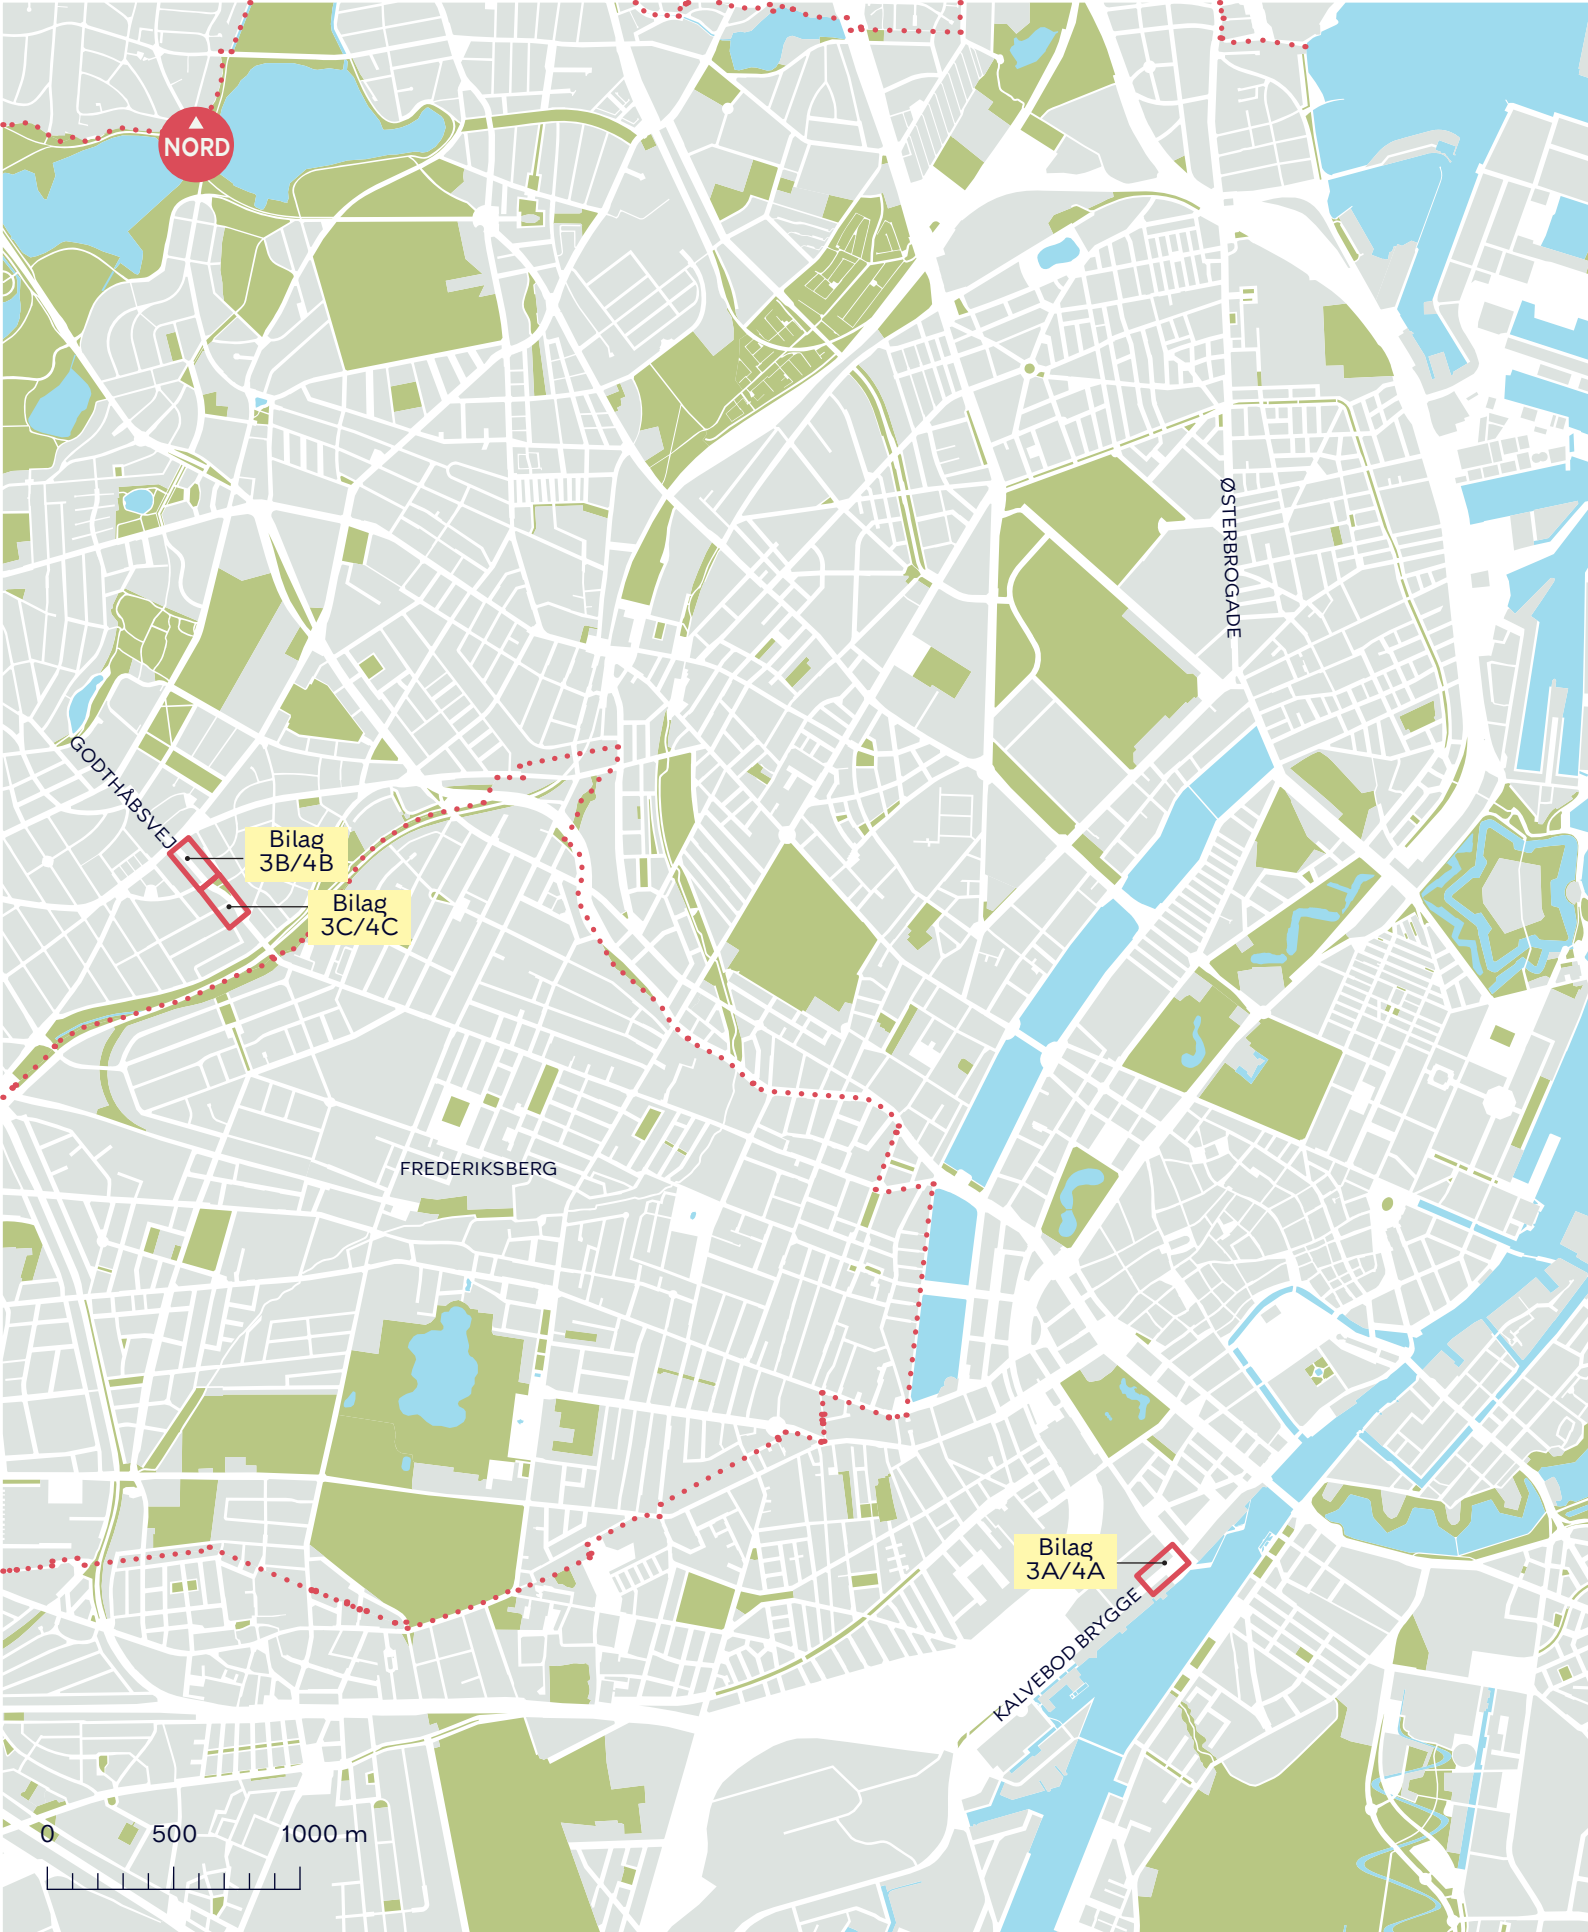 NORD
ØSTERBROGADE
GODTHÅBSVEJ
Bilag
3B/4B
Bilag
3C/4C
FREDERIKSBERG
Bilag
3A/4A
KALVEBOD BRYGGE
0 500 1000 m